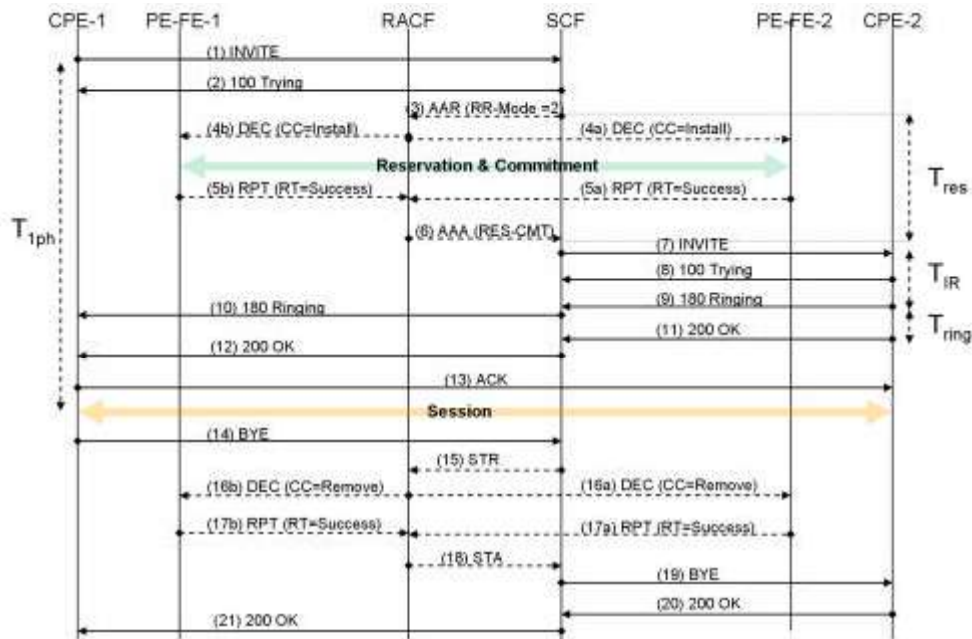 CPE-1 PE-FE-1 RACF SCF PE-FE-2 CPE-2
(1) INVITE
(2) 100 Trying
(3) AAR (RR-Mode =2)
(4b) DEC (CC=Install) (4a) DEC (CC=Install)
Reservation & Commitment
(5b) RPT (RT=Success) (5a) RPT (RT=Success)
Tres
T1ph
(6) AAA (RES-CMT)
(7) INVITE
(8) 100 Trying
TIR
(9) 180 Ringing
(10) 180 Ringing
(11) 200 OK
Tring
(12) 200 OK
(13) ACK
Session
(14) BYE
(15) STR
(16b) DEC (CC=Remove) (16a) DEC (CC=Remove)
(17b) RPT (RT=Success) (17a) RPT (RT=Success)
(18) STA
(19) BYE
(20) 200 OK
(21) 200 OK